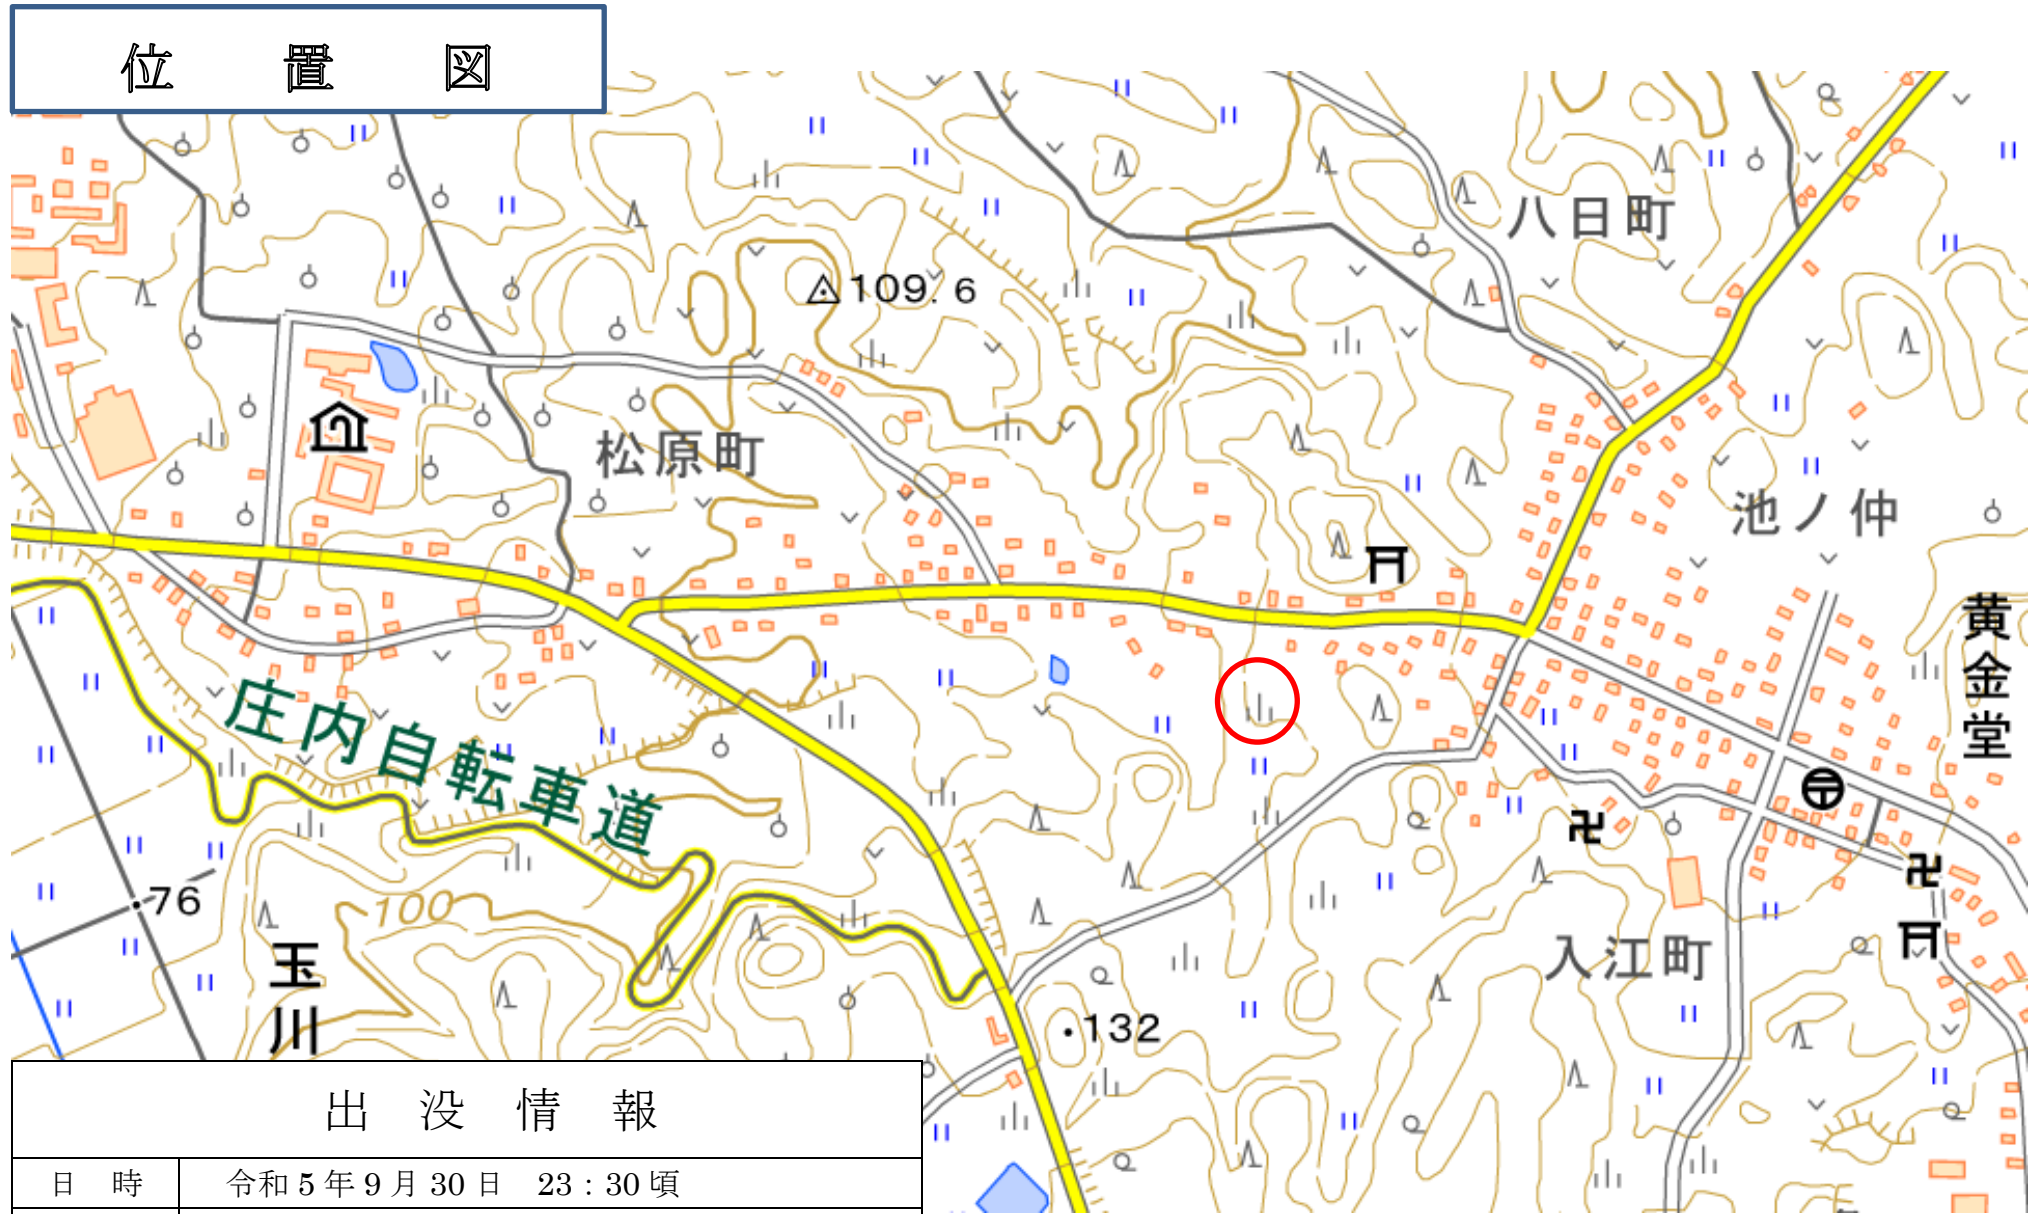 位置図
八日町
109.6
松原町
池ノ仲
黄金堂
庄内自転車道
76
100
玉川
入江町
132
出没情報
日時 令和5年9月30日 23:30頃